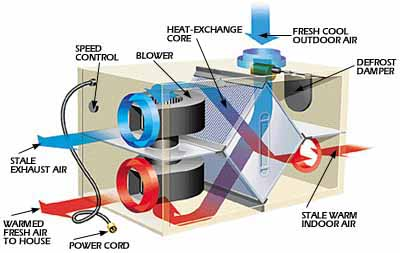 FRESH COOL
OUTDOOR AIR
HEAT-EXCHANGE
CORE
SPEED
CONTROL
BLOWER
DEFROST
DAMPER
STALE
EXHAUST AIR
WARMED
FRESH AIR
TO HOUSE
POWER CORD
STALE WARM
INDOOR AIR